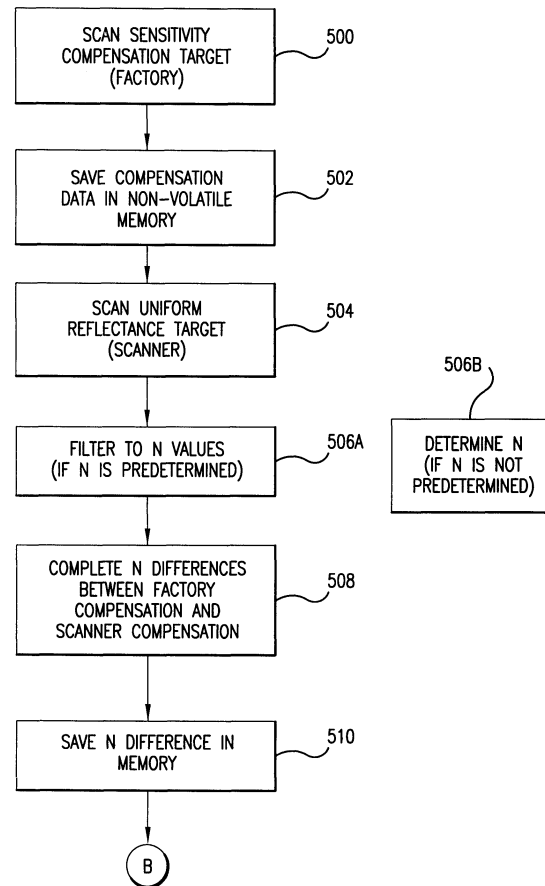 SCAN SENSITIVITY
COMPENSATION TARGET
(FACTORY)
500
SAVE COMPENSATION
DATA IN NON-VOLATILE
MEMORY
502
SCAN UNIFORM
REFLECTANCE TARGET
(SCANNER)
504
FILTER TO N VALUES
(IF N IS PREDETERMINED)
506A
506B
DETERMINE N
(IF N IS NOT
PREDETERMINED)
COMPLETE N DIFFERENCES
BETWEEN FACTORY
COMPENSATION AND
SCANNER COMPENSATION
508
SAVE N DIFFERENCE IN
MEMORY
510
B